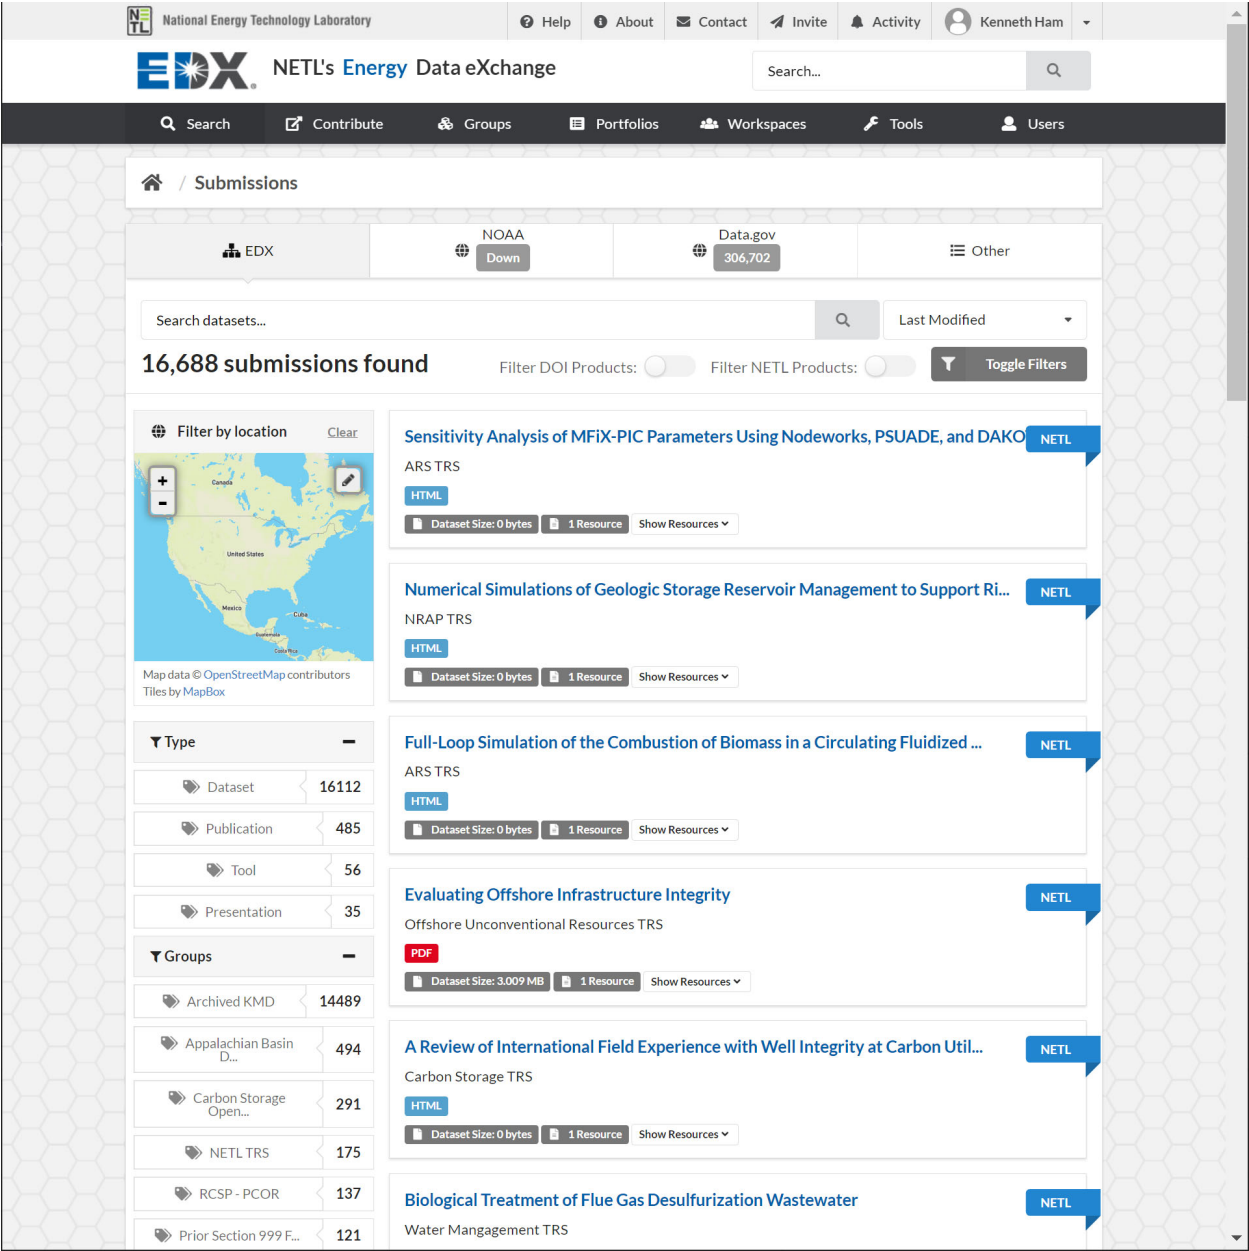 NETL National Energy Technology Laboratory Help About Contact Invite Activity Kenneth Ham
EDX. NETL's Energy Data eXchange Search...
Search Contribute Groups Portfolios Workspaces Tools Users
/ Submissions
EDX
NOAA
Down
Data.gov
306,702
Other
Search datasets... Last Modified
16,688 submissions found Filter DOI Products: Filter NETL Products: Toggle Filters
Filter by location Clear
+
-
Canada
United States
Mexico
Cuba
Guatemala
Costa Rica
Map data © OpenStreetMap contributors
Tiles by MapBox
Type
Dataset 16112
Publication 485
Tool 56
Presentation 35
Groups
Archived KMD 14489
Appalachian Basin
D... 494
Carbon Storage
Open... 291
NETL TRS 175
RCSP - PCOR 137
Prior Section 999 F... 121
Sensitivity Analysis of MFiX-PIC Parameters Using Nodeworks, PSUADE, and DAKO NETL
ARS TRS
HTML
Dataset Size: 0 bytes 1 Resource Show Resources
Numerical Simulations of Geologic Storage Reservoir Management to Support Ri... NETL
NRAP TRS
HTML
Dataset Size: 0 bytes 1 Resource Show Resources
Full-Loop Simulation of the Combustion of Biomass in a Circulating Fluidized ... NETL
ARS TRS
HTML
Dataset Size: 0 bytes 1 Resource Show Resources
Evaluating Offshore Infrastructure Integrity NETL
Offshore Unconventional Resources TRS
PDF
Dataset Size: 3.009 MB 1 Resource Show Resources
A Review of International Field Experience with Well Integrity at Carbon Util... NETL
Carbon Storage TRS
HTML
Dataset Size: 0 bytes 1 Resource Show Resources
Biological Treatment of Flue Gas Desulfurization Wastewater NETL
Water Mangagement TRS